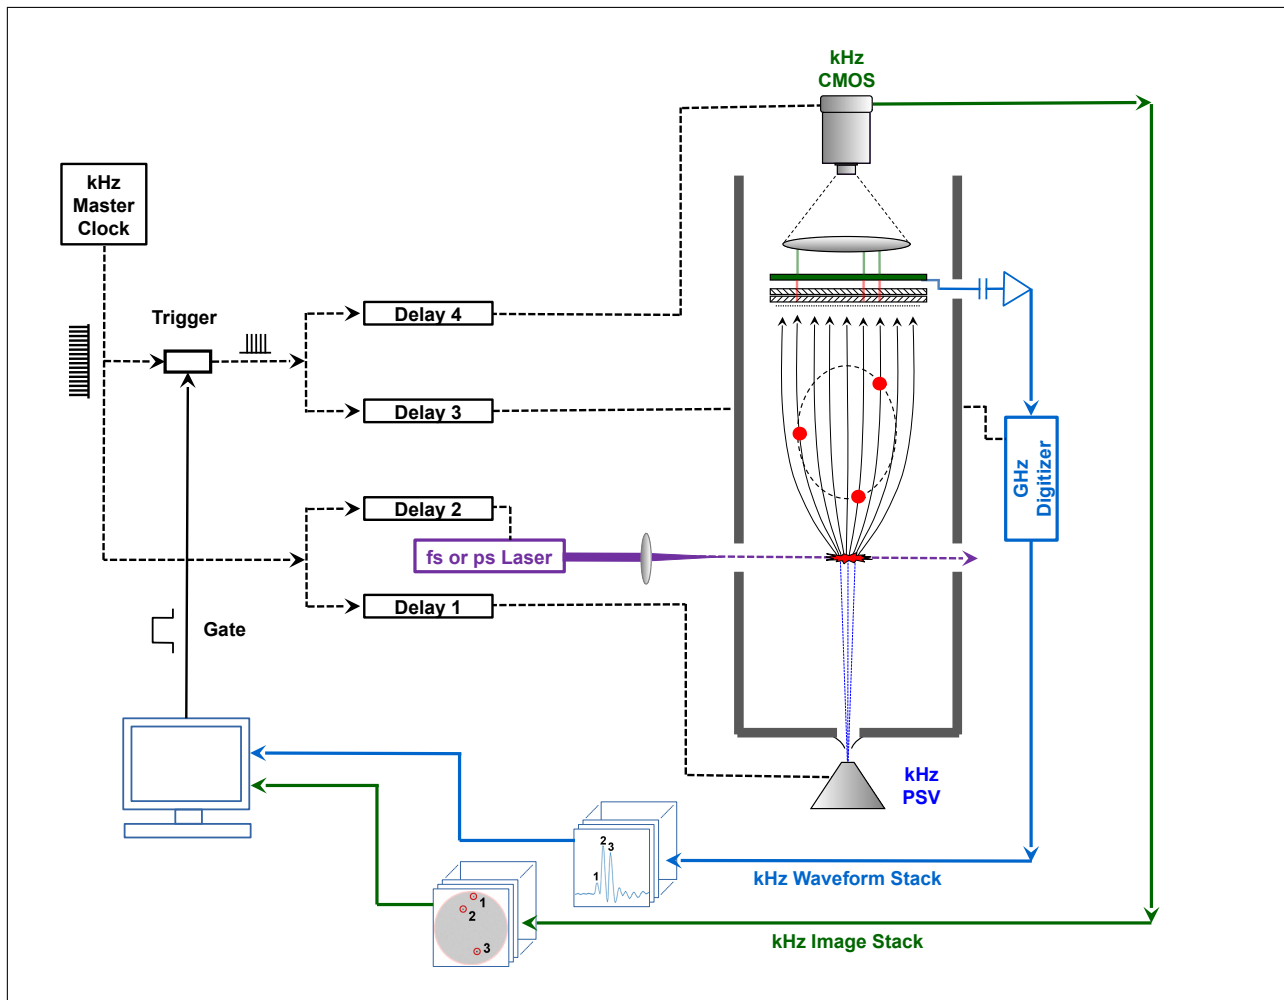 kHz
CMOS
kHz
Master
Clock
Trigger
Delay 4
Delay 3
Delay 2
fs or ps Laser
Delay 1
Gate
GHz
Digitizer
kHz
PSV
1
2
3
kHz Waveform Stack
1
2
3
kHz Image Stack